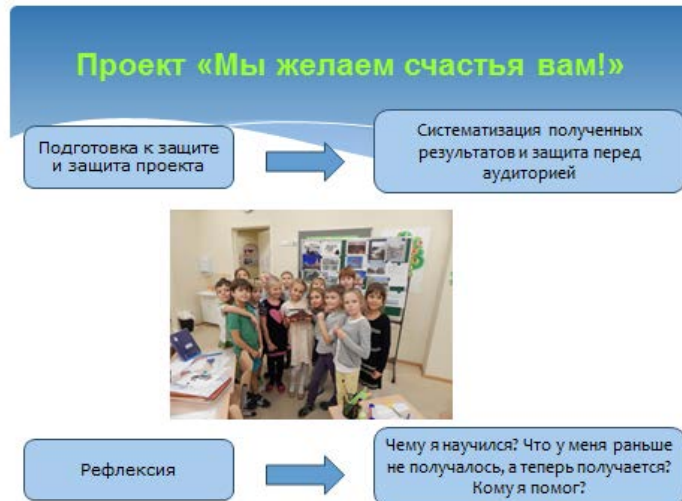 Проект «Мы желаем счастья вам!»
Подготовка к защите
и защита проекта
Систематизация полученных
результатов и защита перед
аудиторией
Рефлексия
Чему я научился? Что у меня раньше
не получалось, а теперь получается?
Кому я помог?